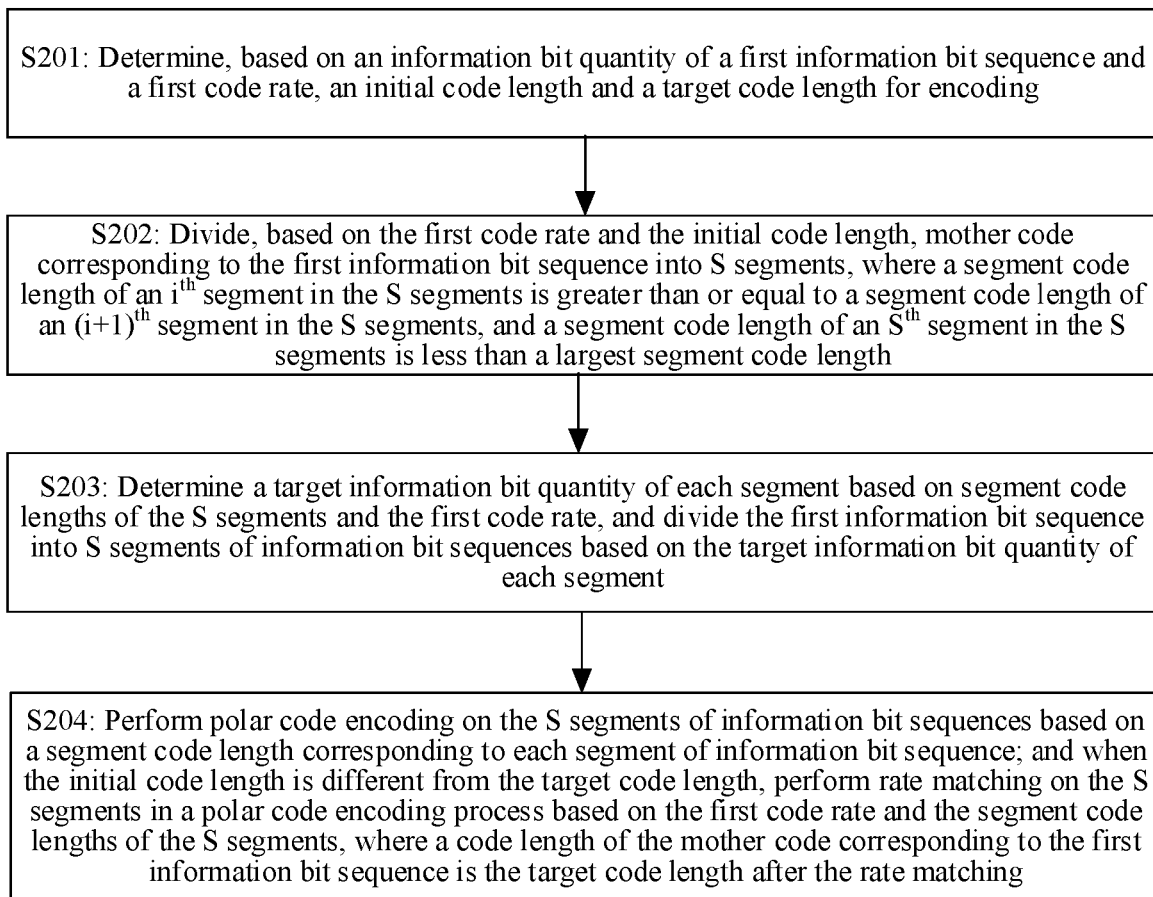 S201: Determine, based on an information bit quantity of a first information bit sequence and
a first code rate, an initial code length and a target code length for encoding
S202: Divide, based on the first code rate and the initial code length, mother code
corresponding to the first information bit sequence into S segments, where a segment code
length of an i^th segment in the S segments is greater than or equal to a segment code length of
an (i+1)^th segment in the S segments, and a segment code length of an S^th segment in the S
segments is less than a largest segment code length
S203: Determine a target information bit quantity of each segment based on segment code
lengths of the S segments and the first code rate, and divide the first information bit sequence
into S segments of information bit sequences based on the target information bit quantity of
each segment
S204: Perform polar code encoding on the S segments of information bit sequences based on
a segment code length corresponding to each segment of information bit sequence; and when
the initial code length is different from the target code length, perform rate matching on the S
segments in a polar code encoding process based on the first code rate and the segment code
lengths of the S segments, where a code length of the mother code corresponding to the first
information bit sequence is the target code length after the rate matching